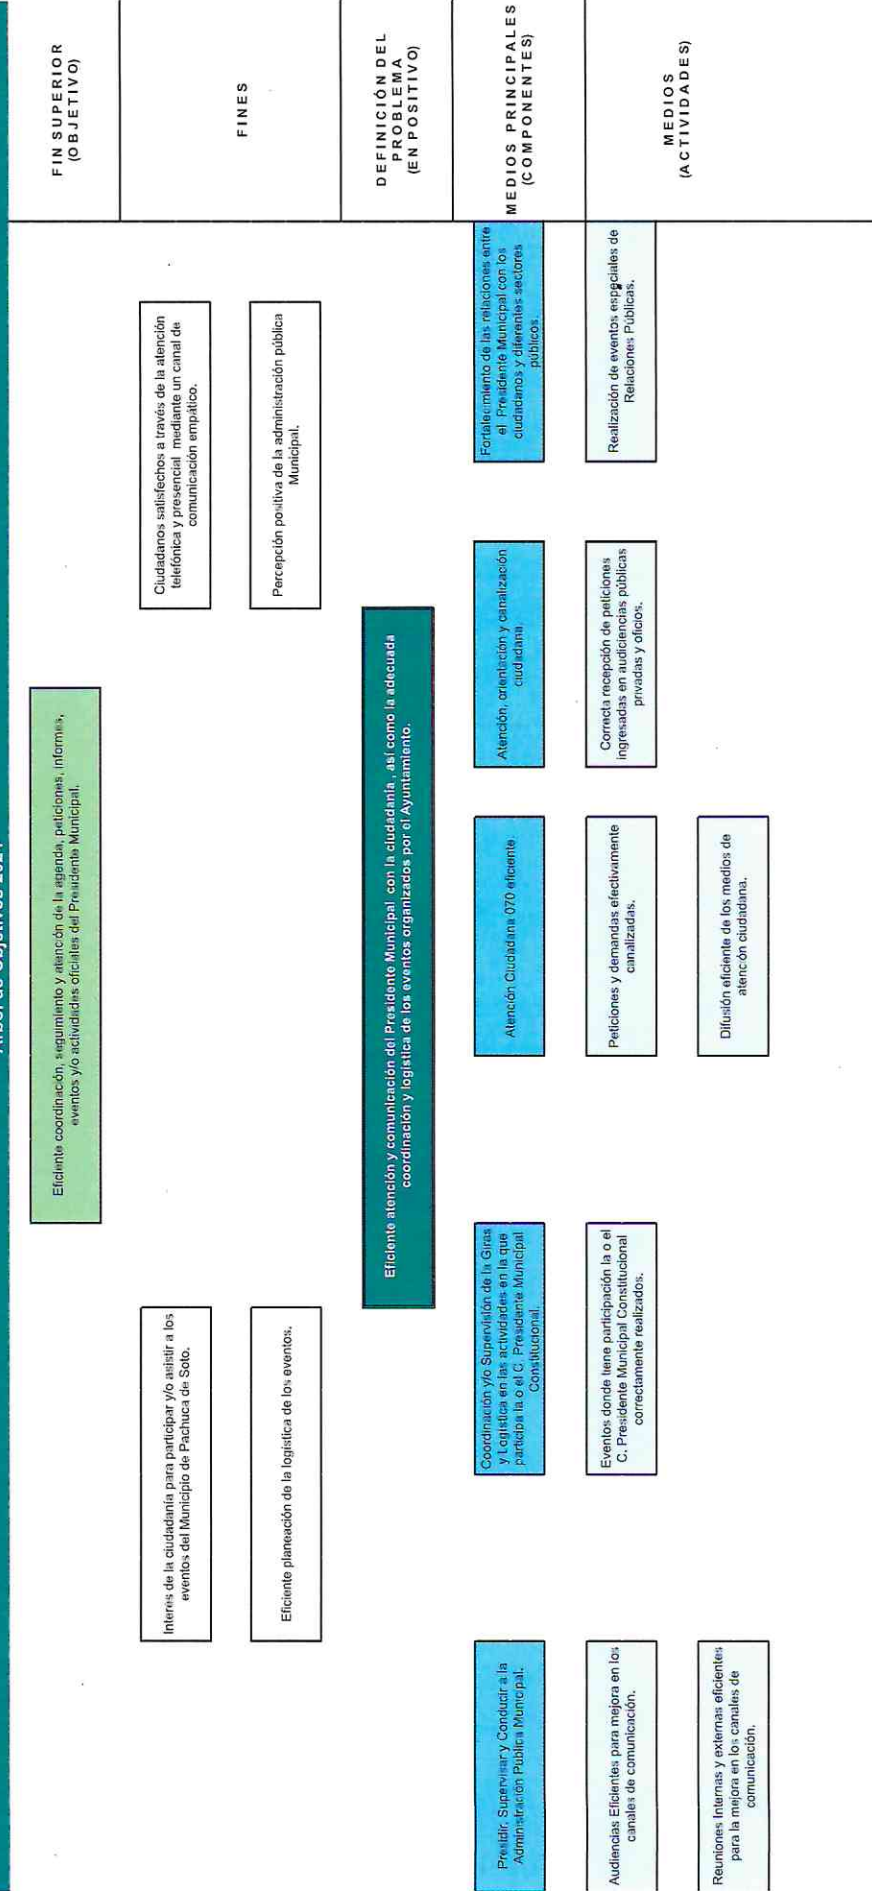 Árbol de Objetivos 2024
Eficiente coordinación, seguimiento y atención de la agenda, peticiones, informes,
eventos y/o actividades oficiales del Presidente Municipal.
FIN SUPERIOR
(OBJETIVO)
Interés de la ciudadanía para participar y/o asistir a los
eventos del Municipio de Pachuca de Soto.
Ciudadanos satisfechos a través de la atención
telefónica y presencial mediante un canal de
comunicación empático.
FINES
Eficiente planeación de la logística de los eventos.
Percepción positiva de la administración pública
Municipal.
Eficiente atención y comunicación del Presidente Municipal con la ciudadanía , así como la adecuada
coordinación y logística de los eventos organizados por el Ayuntamiento.
DEFINICIÓN DEL
PROBLEMA
(EN POSITIVO)
Presidir, Supervisar y Conducir a la
Administración Pública Municipal.
Coordinación y/o Supervisión de la Giras
y Logística en las actividades en la que
participa la o el C. Presidente Municipal
Constitucional.
Atención Ciudadana 070 eficiente.
Atención, orientación y canalización
ciudadana.
Fortalecimiento de las relaciones entre
el Presidente Municipal con los
ciudadanos y diferentes sectores
públicos.
MEDIOS PRINCIPALES
(COMPONENTES)
Audiencias Eficientes para mejora en los
canales de comunicación.
Eventos donde tiene participación la o el
C. Presidente Municipal Constitucional
correctamente realizados.
Peticiones y demandas efectivamente
canalizadas.
Correcta recepción de peticiones
ingresadas en audiciencias públicas
privadas y oficios.
Realización de eventos especiales de
Relaciones Públicas.
MEDIOS
(ACTIVIDADES)
Reuniones Internas y externas eficientes
para la mejora en los canales de
comunicación.
Difusión eficiente de los medios de
atención ciudadana.